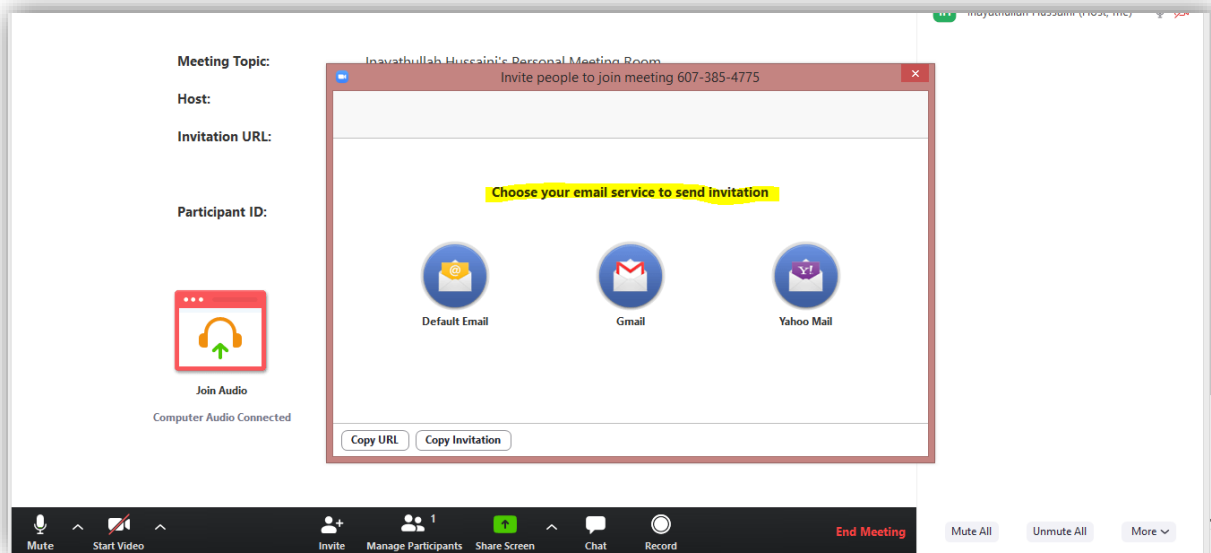 Inayathullah Hussaini (Host, me)
Meeting Topic:
Inayathullah Hussaini's Personal Meeting Room
Invite people to join meeting 607-385-4775
Host:
Invitation URL:
Choose your email service to send invitation
Participant ID:
Default Email
Gmail
Yahoo Mail
Join Audio
Computer Audio Connected
Copy URL
Copy Invitation
Mute
Start Video
Invite
Manage Participants
1
Share Screen
Chat
Record
End Meeting
Mute All
Unmute All
More